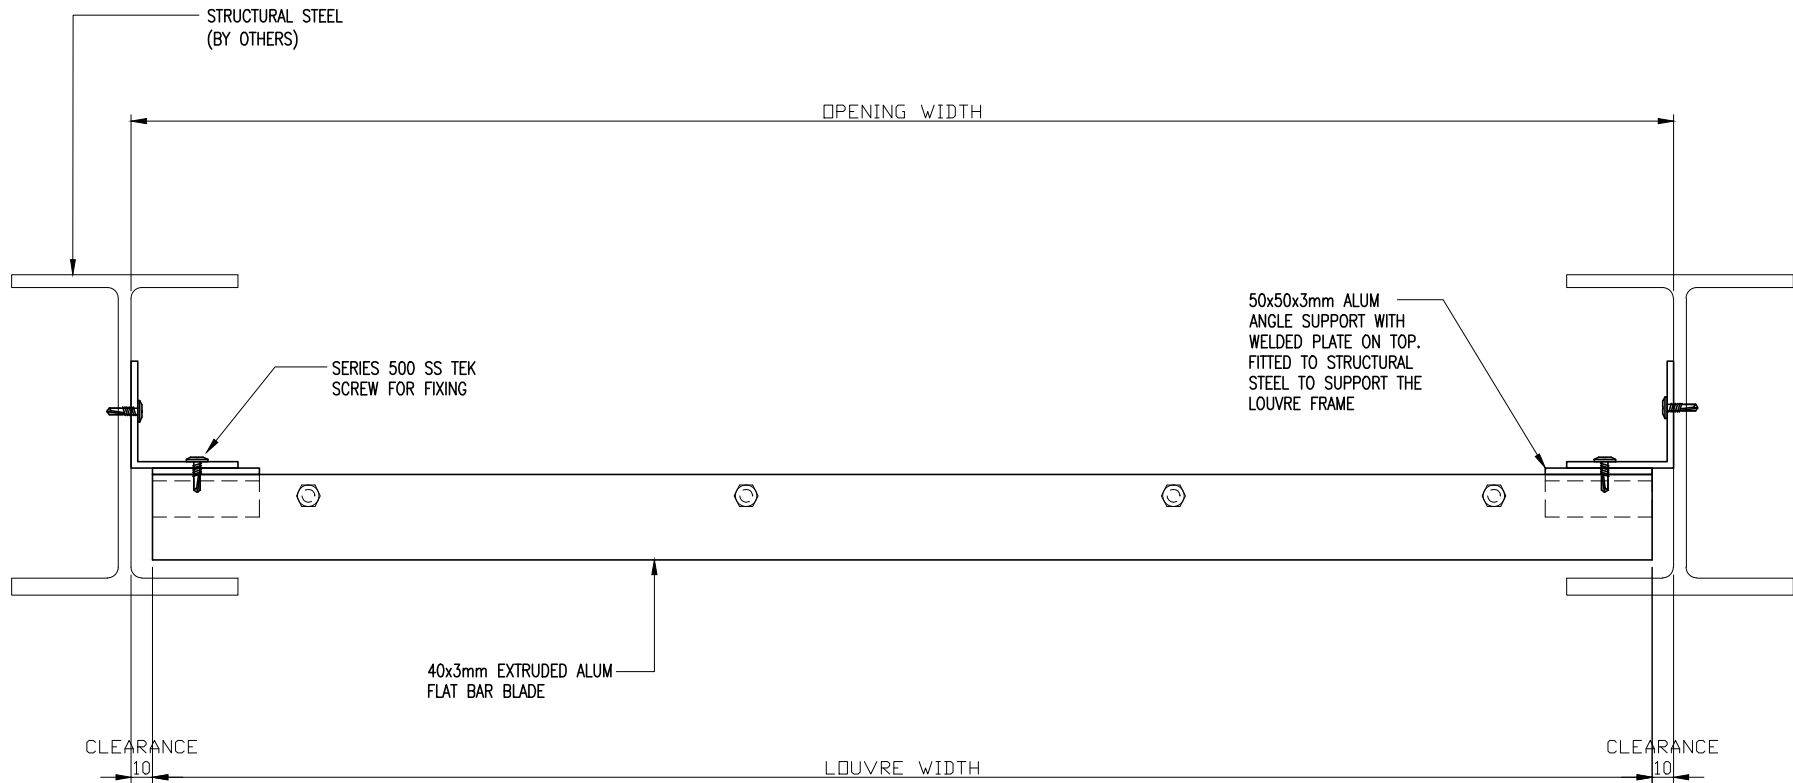 STRUCTURAL STEEL
(BY OTHERS)
OPENING WIDTH
50x50x3mm ALUM
ANGLE SUPPORT WITH
WELDED PLATE ON TOP.
FITTED TO STRUCTURAL
STEEL TO SUPPORT THE
LOUVRE FRAME
SERIES 500 SS TEK
SCREW FOR FIXING
40x3mm EXTRUDED ALUM
FLAT BAR BLADE
CLEARANCE
10
LOUVRE WIDTH
CLEARANCE
10